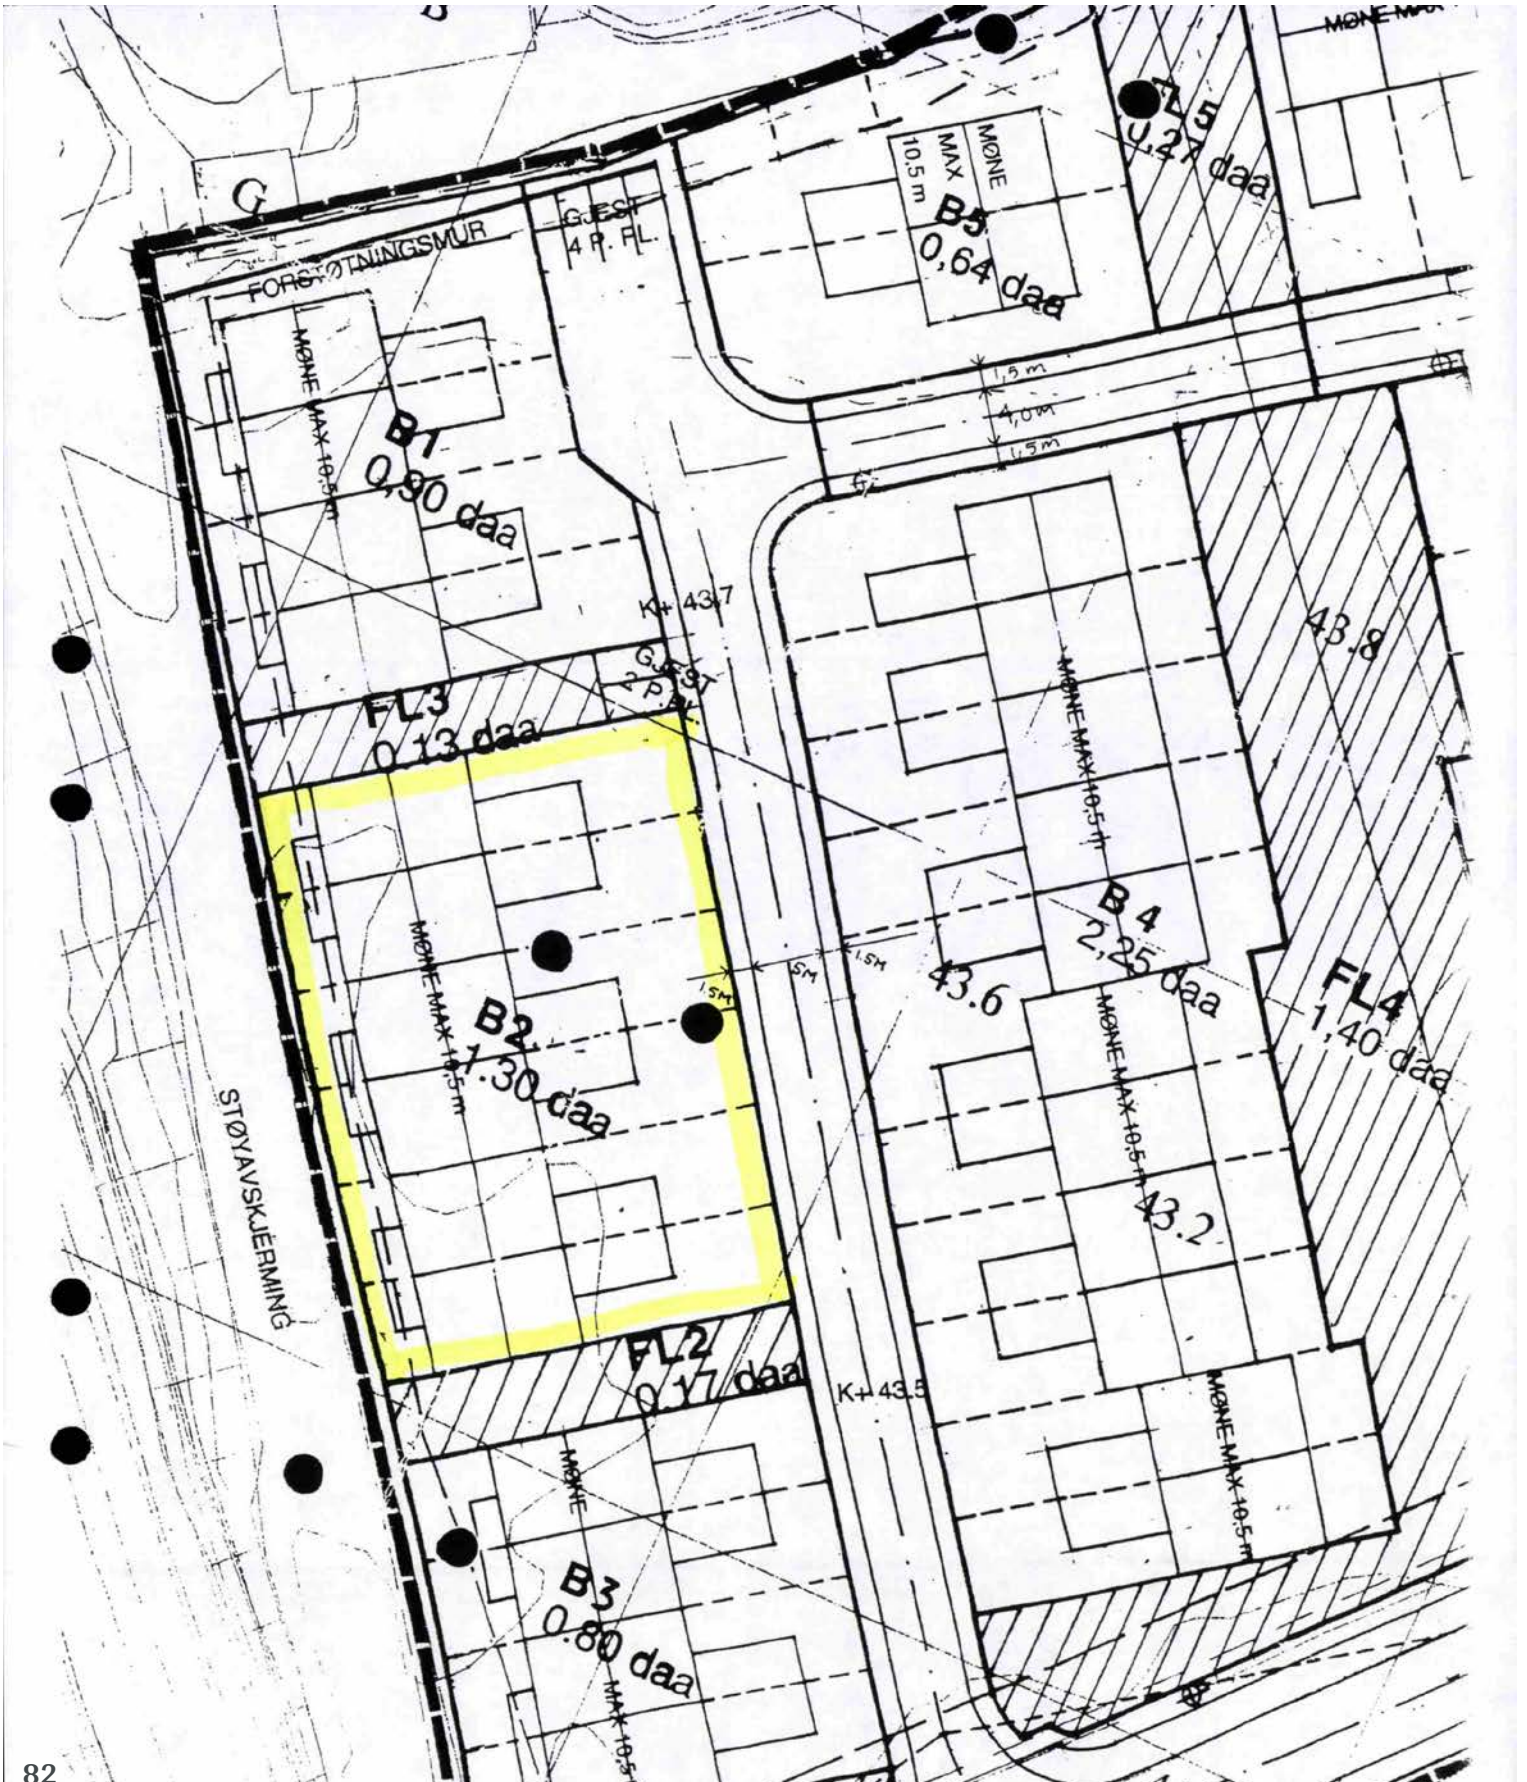 B
MØNE MAX
FL 5
0,27 daa
MØNE
MAX
10.5 m
B5
0,64 daa
G
GJEST
4 P. PL.
FORSTØTNINGSMUR
1,5 m
4,0m
1,5m
MØNE MAX 10,5 m
B1
0,90 daa
K+ 43.7
GJEST
2 P. PL.
43.8
FL3
0.13 daa
MØNE MAX 10,5 m
B 4
2,25 daa
43.6
1.5M
5M
1.5M
MØNE MAX 10,5 m
B2
1.30 daa
FL4
1,40 daa
MØNE MAX 10,5 m
43.2
STØYAVSKJERMING
FL2
0.17 daa
K+ 43.5
MØNE MAX 10.5 m
MØNE
MAX 10,5
B3
0.80 daa
82